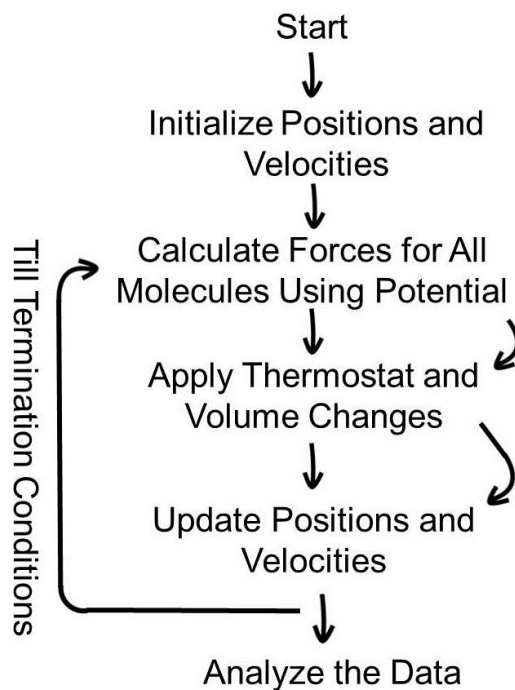 Start
Initialize Positions and
Velocities
Calculate Forces for All
Molecules Using Potential
Apply Thermostat and
Volume Changes
Update Positions and
Velocities
Analyze the Data
Till Termination Conditions